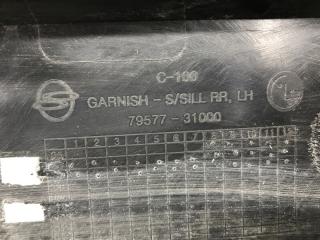 C-100
GARNISH - S/SILL RR, LH
79577 - 31000
1 2 3 4 5 6 7 8 9 10 11 12